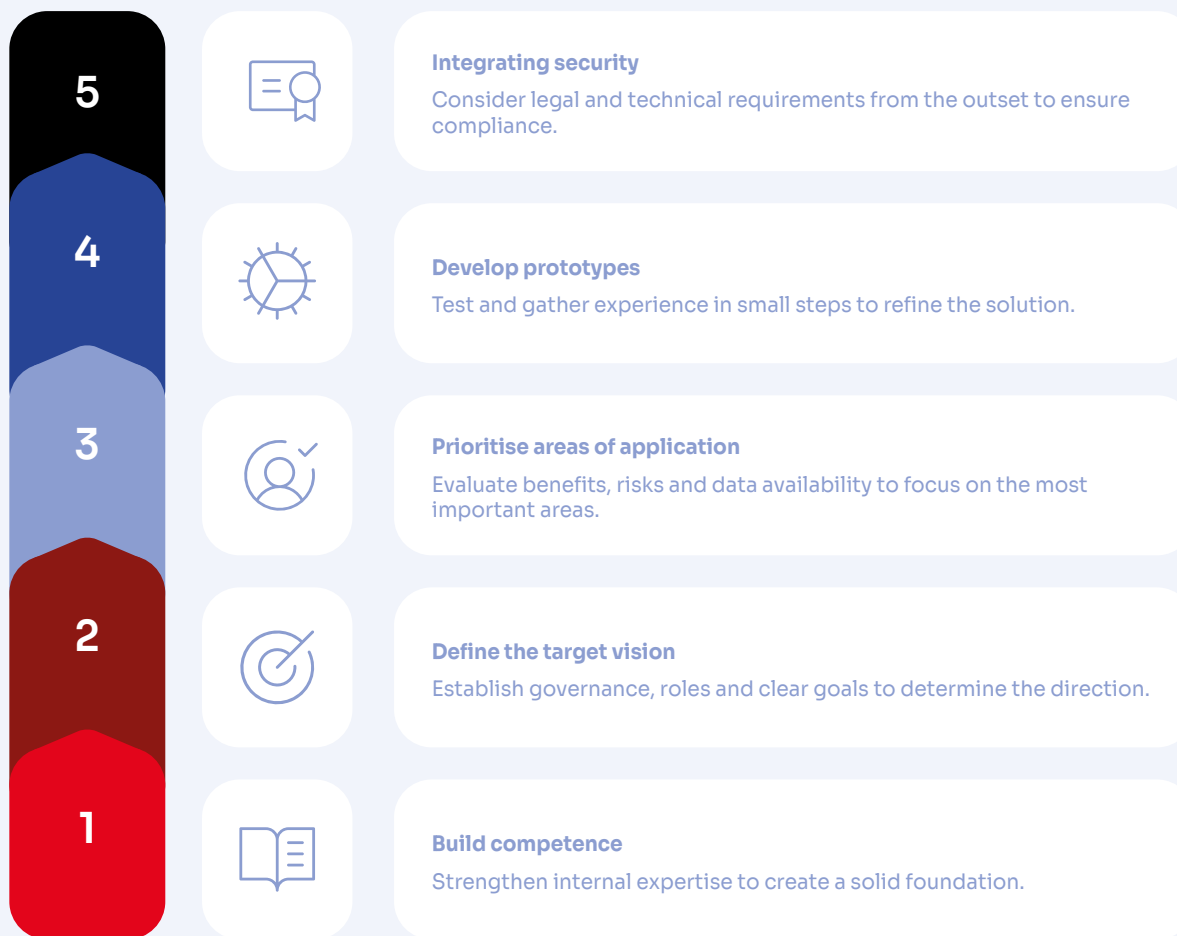 5
Integrating security
Consider legal and technical requirements from the outset to ensure
compliance.
4
Develop prototypes
Test and gather experience in small steps to refine the solution.
3
Prioritise areas of application
Evaluate benefits, risks and data availability to focus on the most
important areas.
2
Define the target vision
Establish governance, roles and clear goals to determine the direction.
1
Build competence
Strengthen internal expertise to create a solid foundation.